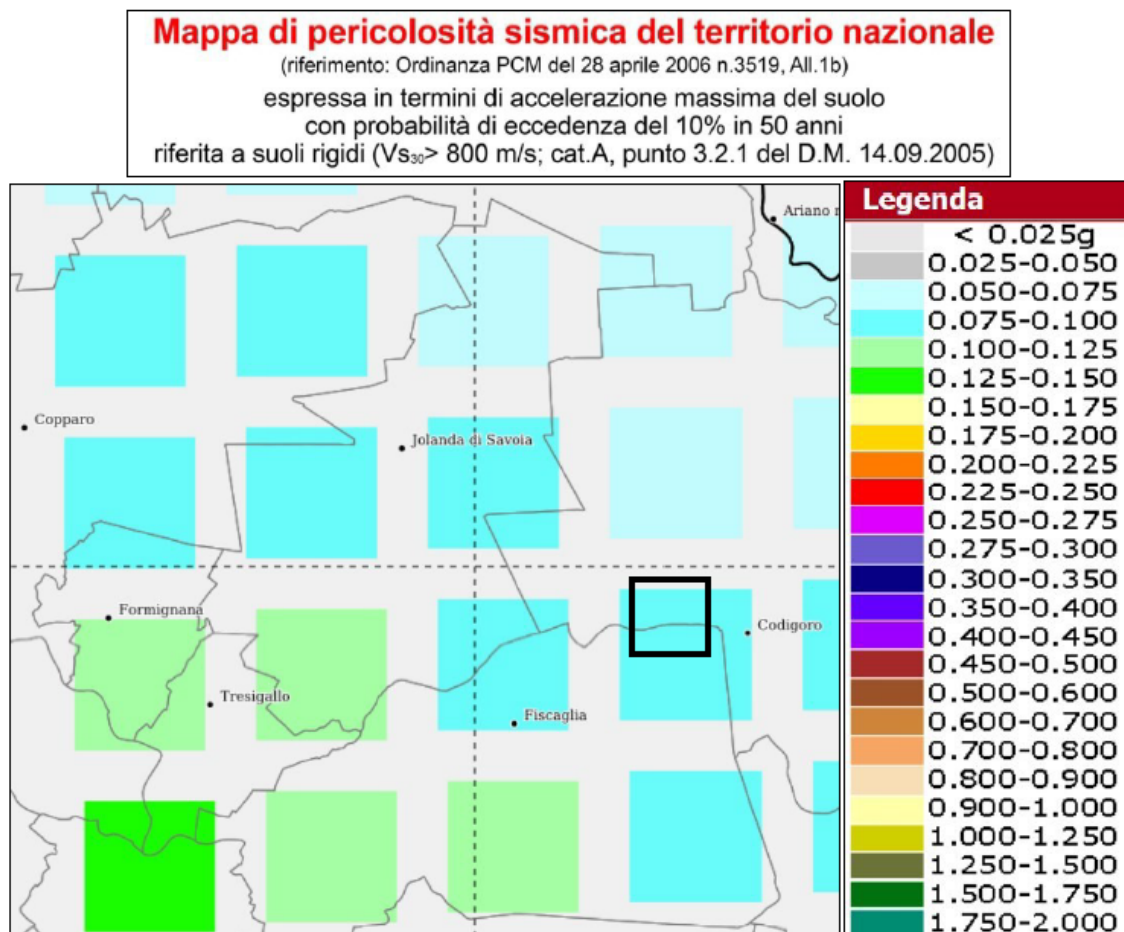 Mappa di pericolosità sismica del territorio nazionale
(riferimento: Ordinanza PCM del 28 aprile 2006 n.3519, All.1b)
espressa in termini di accelerazione massima del suolo
con probabilità di eccedenza del 10% in 50 anni
riferita a suoli rigidi (Vs₃₀> 800 m/s; cat.A, punto 3.2.1 del D.M. 14.09.2005)
Ariano
Copparo
Jolanda di Savoia
Formignana
Codigoro
Tresigallo
Fiscaglia
Legenda
< 0.025g
0.025-0.050
0.050-0.075
0.075-0.100
0.100-0.125
0.125-0.150
0.150-0.175
0.175-0.200
0.200-0.225
0.225-0.250
0.250-0.275
0.275-0.300
0.300-0.350
0.350-0.400
0.400-0.450
0.450-0.500
0.500-0.600
0.600-0.700
0.700-0.800
0.800-0.900
0.900-1.000
1.000-1.250
1.250-1.500
1.500-1.750
1.750-2.000